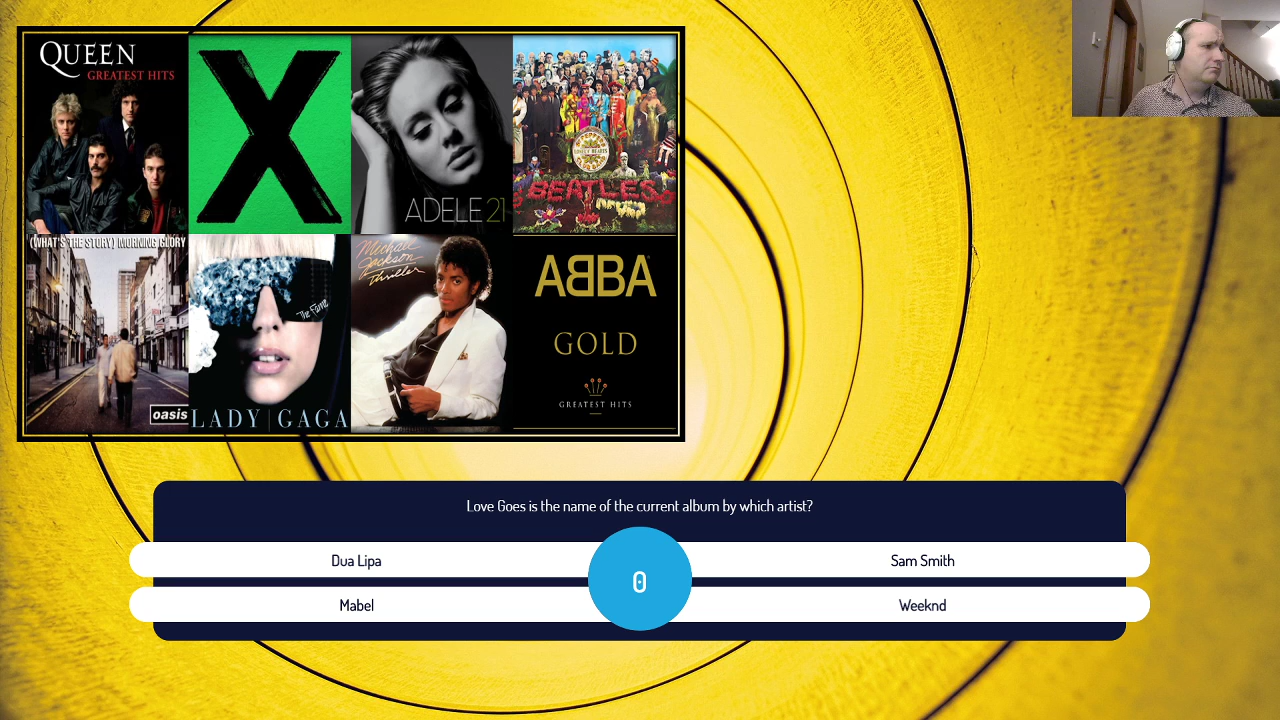 QUEEN
GREATEST HITS
X
ADELE 21
LONELY HEARTS
BEATLES
(WHAT'S THE STORY) MORNING GLORY
oasis
The Fame
LADY | GAGA
Michael
Jackson
Thriller
ABBA
GOLD
GREATEST HITS
Love Goes is the name of the current album by which artist?
Dua Lipa
Sam Smith
0
Mabel
Weeknd